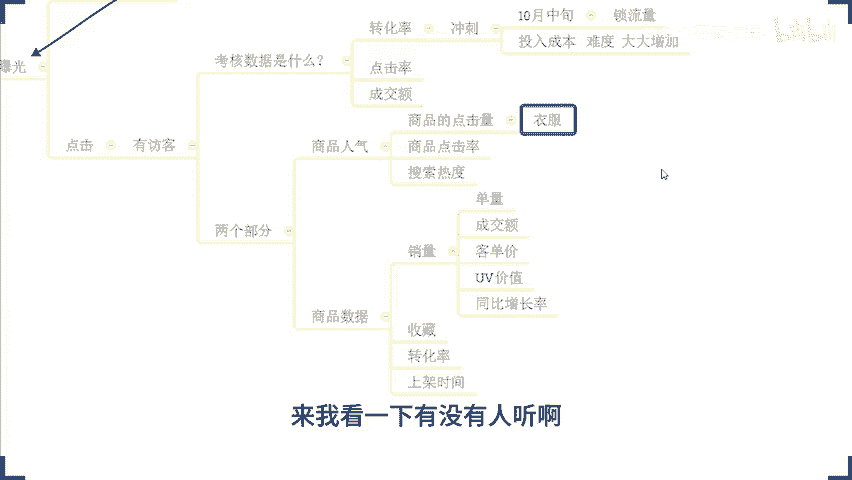 10月中旬 锁流量
转化率 冲刺
投入成本 难度 大大增加
考核数据是什么?
曝光
点击率
成交额
商品的点击量 衣服
点击 有访客 商品人气 商品点击率
搜索热度
单量
两个部分 成交额
销量 客单价
UV价值
同比增长率
商品数据
收藏
转化率
上架时间
来我看一下有没有人听啊